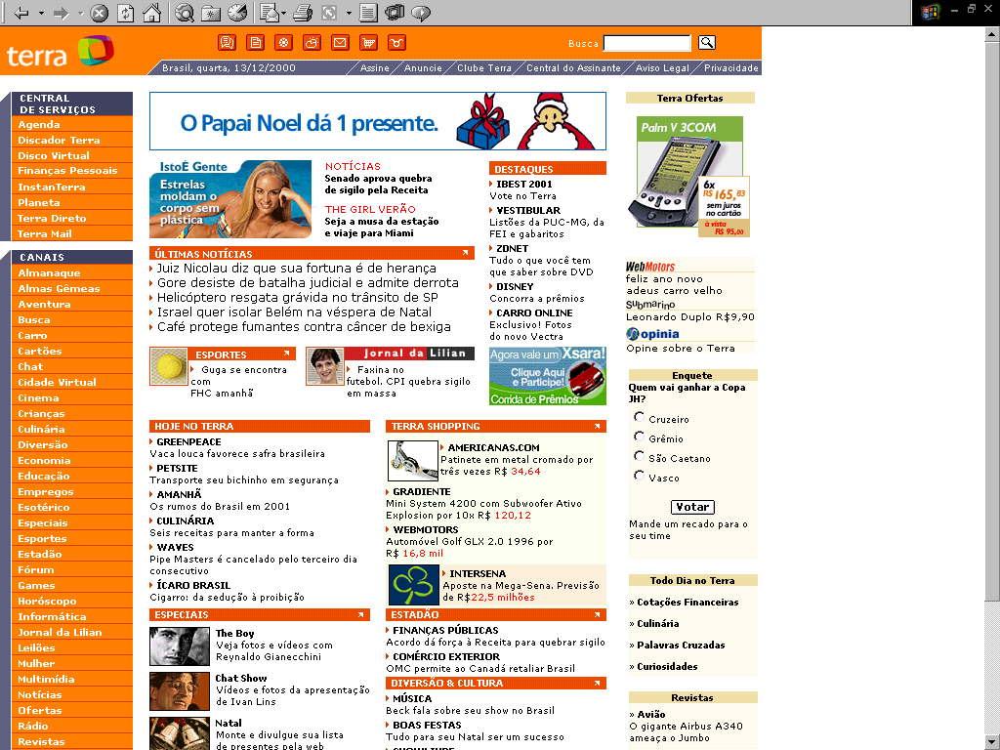 terra
Busca
Brasil, quarta, 13/12/2000
Assine
Anuncie
Clube Terra
Central do Assinante
Aviso Legal
Privacidade
CENTRAL
DE SERVIÇOS
Agenda
Discador Terra
Disco Virtual
Finanças Pessoais
InstanTerra
Planeta
Terra Direto
Terra Mail
CANAIS
Almanaque
Almas Gêmeas
Aventura
Busca
Carro
Cartões
Chat
Cidade Virtual
Cinema
Crianças
Culinária
Diversão
Economia
Educação
Empregos
Esotérico
Especiais
Esportes
Estadão
Fórum
Games
Horóscopo
Informática
Jornal da Lilian
Leilões
Mulher
Multimídia
Notícias
Ofertas
Rádio
Revistas
O Papai Noel dá 1 presente.
IstoÉ Gente
Estrelas
moldam o
corpo sem
plástica
NOTÍCIAS
Senado aprova quebra
de sigilo pela Receita
THE GIRL VERÃO
Seja a musa da estação
e viaje para Miami
ÚLTIMAS NOTÍCIAS
Juiz Nicolau diz que sua fortuna é de herança
Gore desiste de batalha judicial e admite derrota
Helicóptero resgata grávida no trânsito de SP
Israel quer isolar Belém na véspera de Natal
Café protege fumantes contra câncer de bexiga
ESPORTES
Guga se encontra
com
FHC amanhã
Jornal da Lilian
Faxina no
futebol. CPI quebra sigilo
em massa
DESTAQUES
IBEST 2001
Vote no Terra
VESTIBULAR
Listões da PUC-MG, da
FEI e gabaritos
ZDNET
Tudo o que você tem
que saber sobre DVD
DISNEY
Concorra a prêmios
CARRO ONLINE
Exclusivo! Fotos
do novo Vectra
Agora vale um Xsara!
Clique Aqui
e Participe!
Corrida de Prêmios
HOJE NO TERRA
GREENPEACE
Vaca louca favorece safra brasileira
PETSITE
Transporte seu bichinho em segurança
AMANHÃ
Os rumos do Brasil em 2001
CULINÁRIA
Seis receitas para manter a forma
WAVES
Pipe Masters é cancelado pelo terceiro dia
consecutivo
ÍCARO BRASIL
Cigarro: da sedução à proibição
ESPECIAIS
The Boy
Veja fotos e vídeos com
Reynaldo Gianecchini
Chat Show
Vídeos e fotos da apresentação
de Ivan Lins
Natal
Monte e divulgue sua lista
de presentes pela web
TERRA SHOPPING
AMERICANAS.COM
Patinete em metal cromado por
três vezes R$ 34,64
GRADIENTE
Mini System 4200 com Subwoofer Ativo
Explosion por 10x R$ 120,12
WEBMOTORS
Automóvel Golf GLX 2.0 1996 por
R$ 16,8 mil
INTERSENA
Aposte na Mega-Sena. Previsão
de R$22,5 milhões
ESTADÃO
FINANÇAS PÚBLICAS
Acordo dá força à Receita para quebrar sigilo
COMÉRCIO EXTERIOR
OMC permite ao Canadá retaliar Brasil
DIVERSÃO & CULTURA
MÚSICA
Beck fala sobre seu show no Brasil
BOAS FESTAS
Tudo para seu Natal ser um sucesso
Terra Ofertas
Palm V 3COM
6x
R$ 165,83
sem juros
no cartão
à vista
R$ 95,00
WebMotors
feliz ano novo
adeus carro velho
submarino
Leonardo Duplo R$9,90
opinia
Opine sobre o Terra
Enquete
Quem vai ganhar a Copa
JH?
Cruzeiro
Grêmio
São Caetano
Vasco
Votar
Mande um recado para o
seu time
Todo Dia no Terra
» Cotações Financeiras
» Culinária
» Palavras Cruzadas
» Curiosidades
Revistas
» Avião
O gigante Airbus A340
ameaça o Jumbo